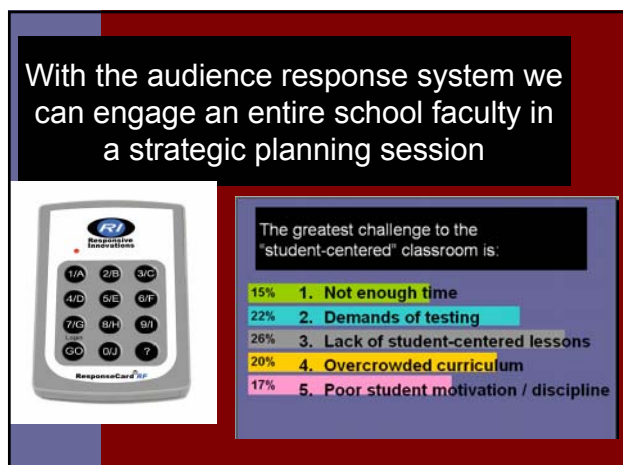 With the audience response system we
can engage an entire school faculty in
a strategic planning session
RI
Responsive
Innovations
1/A 2/B 3/C
4/D 5/E 6/F
7/G 8/H 9/I
Login
GO 0/J ?
ResponseCard RF
The greatest challenge to the
"student-centered" classroom is:
15% 1. Not enough time
22% 2. Demands of testing
26% 3. Lack of student-centered lessons
20% 4. Overcrowded curriculum
17% 5. Poor student motivation / discipline